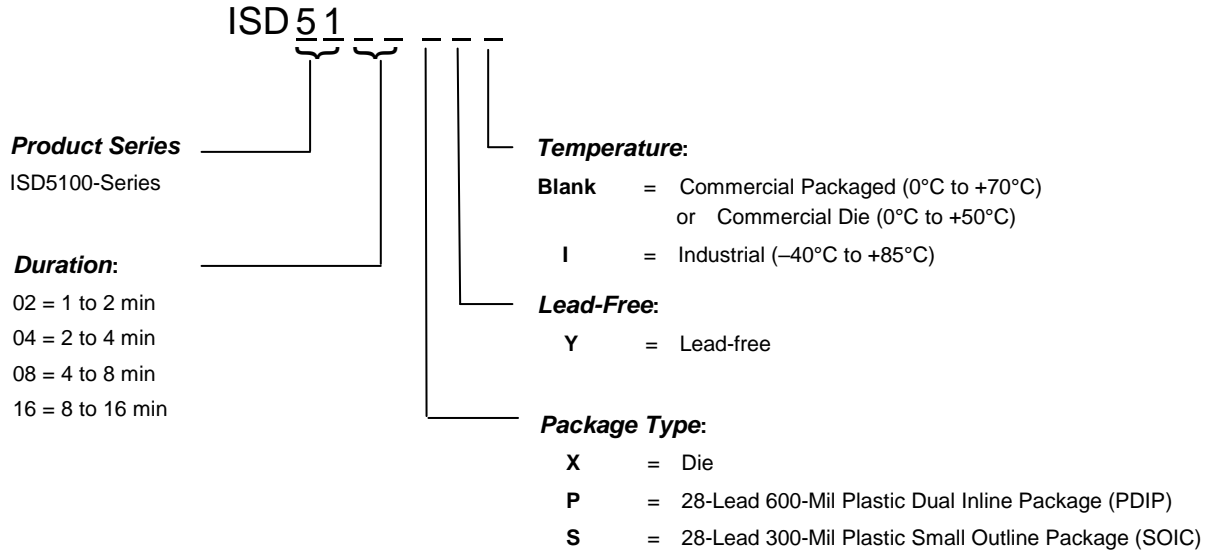 ISD51
Product Series
ISD5100-Series
Duration:
02 = 1 to 2 min
04 = 2 to 4 min
08 = 4 to 8 min
16 = 8 to 16 min
Temperature:
Blank = Commercial Packaged (0°C to +70°C)
or Commercial Die (0°C to +50°C)
I = Industrial (–40°C to +85°C)
Lead-Free:
Y = Lead-free
Package Type:
X = Die
P = 28-Lead 600-Mil Plastic Dual Inline Package (PDIP)
S = 28-Lead 300-Mil Plastic Small Outline Package (SOIC)